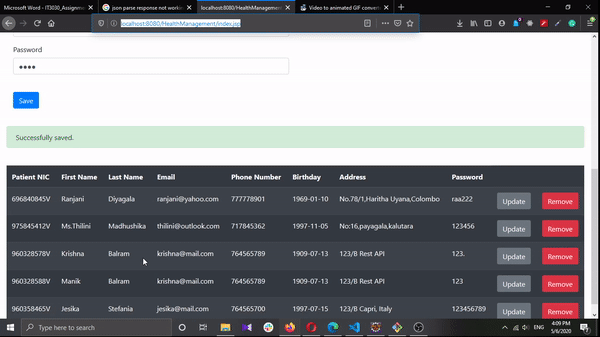 Microsoft Word - IT3030_Assignm
json parse response not workin
localhost:8080/HealthManagement
Video to animated GIF convert
localhost:8080/HealthManagement/index.jsp
Password
Save
Successfully saved.
Patient NIC First Name Last Name Email Phone Number Birthday Address Password
696840845V Ranjani Diyagala ranjani@yahoo.com 777778901 1969-01-10 No.78/1,Haritha Uyana,Colombo raa222 Update Remove
975845412V Ms.Thilini Madhushika thilini@outlook.com 717845362 1997-11-05 No:16,payagala,kalutara 123456 Update Remove
960328578V Krishna Balram krishna@mail.com 764565789 1909-07-13 123/B Rest API 123. Update Remove
960328588V Manik Balram krishna@mail.com 764565789 1909-07-13 123/B Rest API 123 Update Remove
960358465V Jesika Stefania jesika@mail.com 764565700 1997-07-15 123/B Capri, Italy 123456789 Update Remove
Type here to search
ENG
4:09 PM
5/6/2020